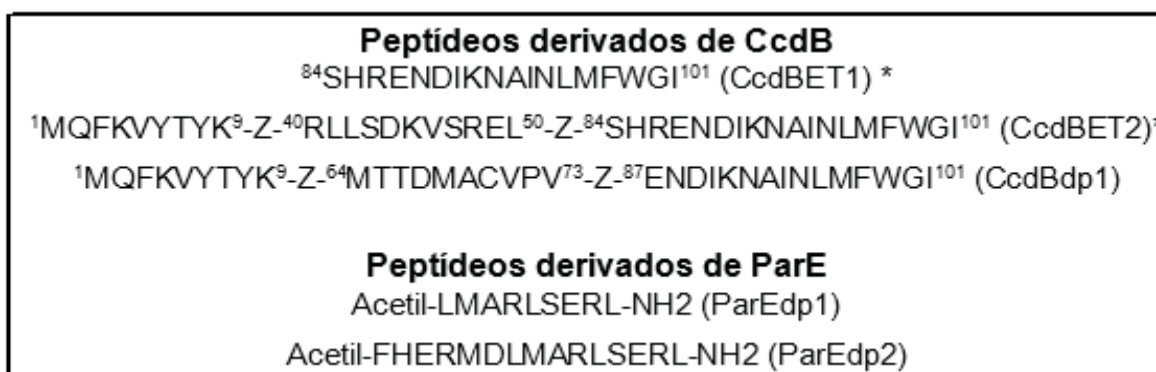 Peptídeos derivados de CcdB
⁸⁴SHRENDIKNAINLMFWGI¹⁰¹ (CcdBET1) *
¹MQFKVYTYK⁹-Z-⁴⁰RLLSDKVSREL⁵⁰-Z-⁸⁴SHRENDIKNAINLMFWGI¹⁰¹ (CcdBET2)*
¹MQFKVYTYK⁹-Z-⁶⁴MTTDMACVPV⁷³-Z-⁸⁷ENDIKNAINLMFWGI¹⁰¹ (CcdBdp1)
Peptídeos derivados de ParE
Acetil-LMARLSERL-NH2 (ParEdp1)
Acetil-FHERMDLMARLSERL-NH2 (ParEdp2)